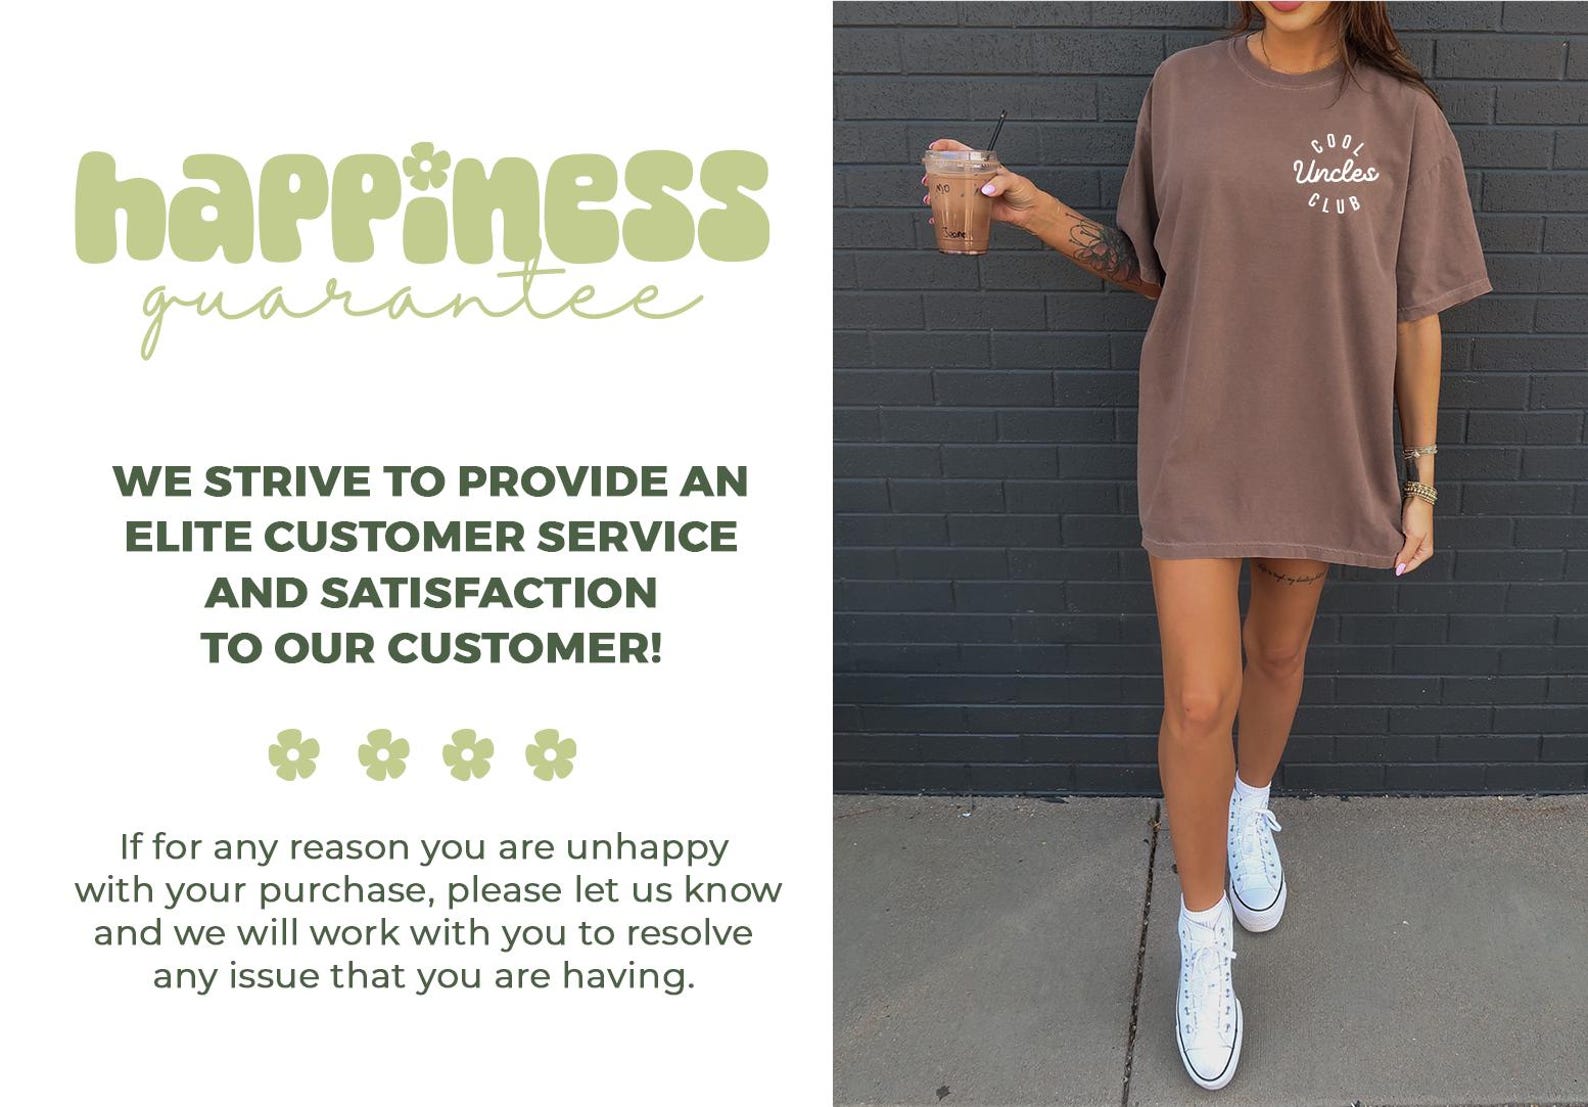 happiness
guarantee
WE STRIVE TO PROVIDE AN
ELITE CUSTOMER SERVICE
AND SATISFACTION
TO OUR CUSTOMER!
If for any reason you are unhappy
with your purchase, please let us know
and we will work with you to resolve
any issue that you are having.
COOL
Uncles
CLUB
MO